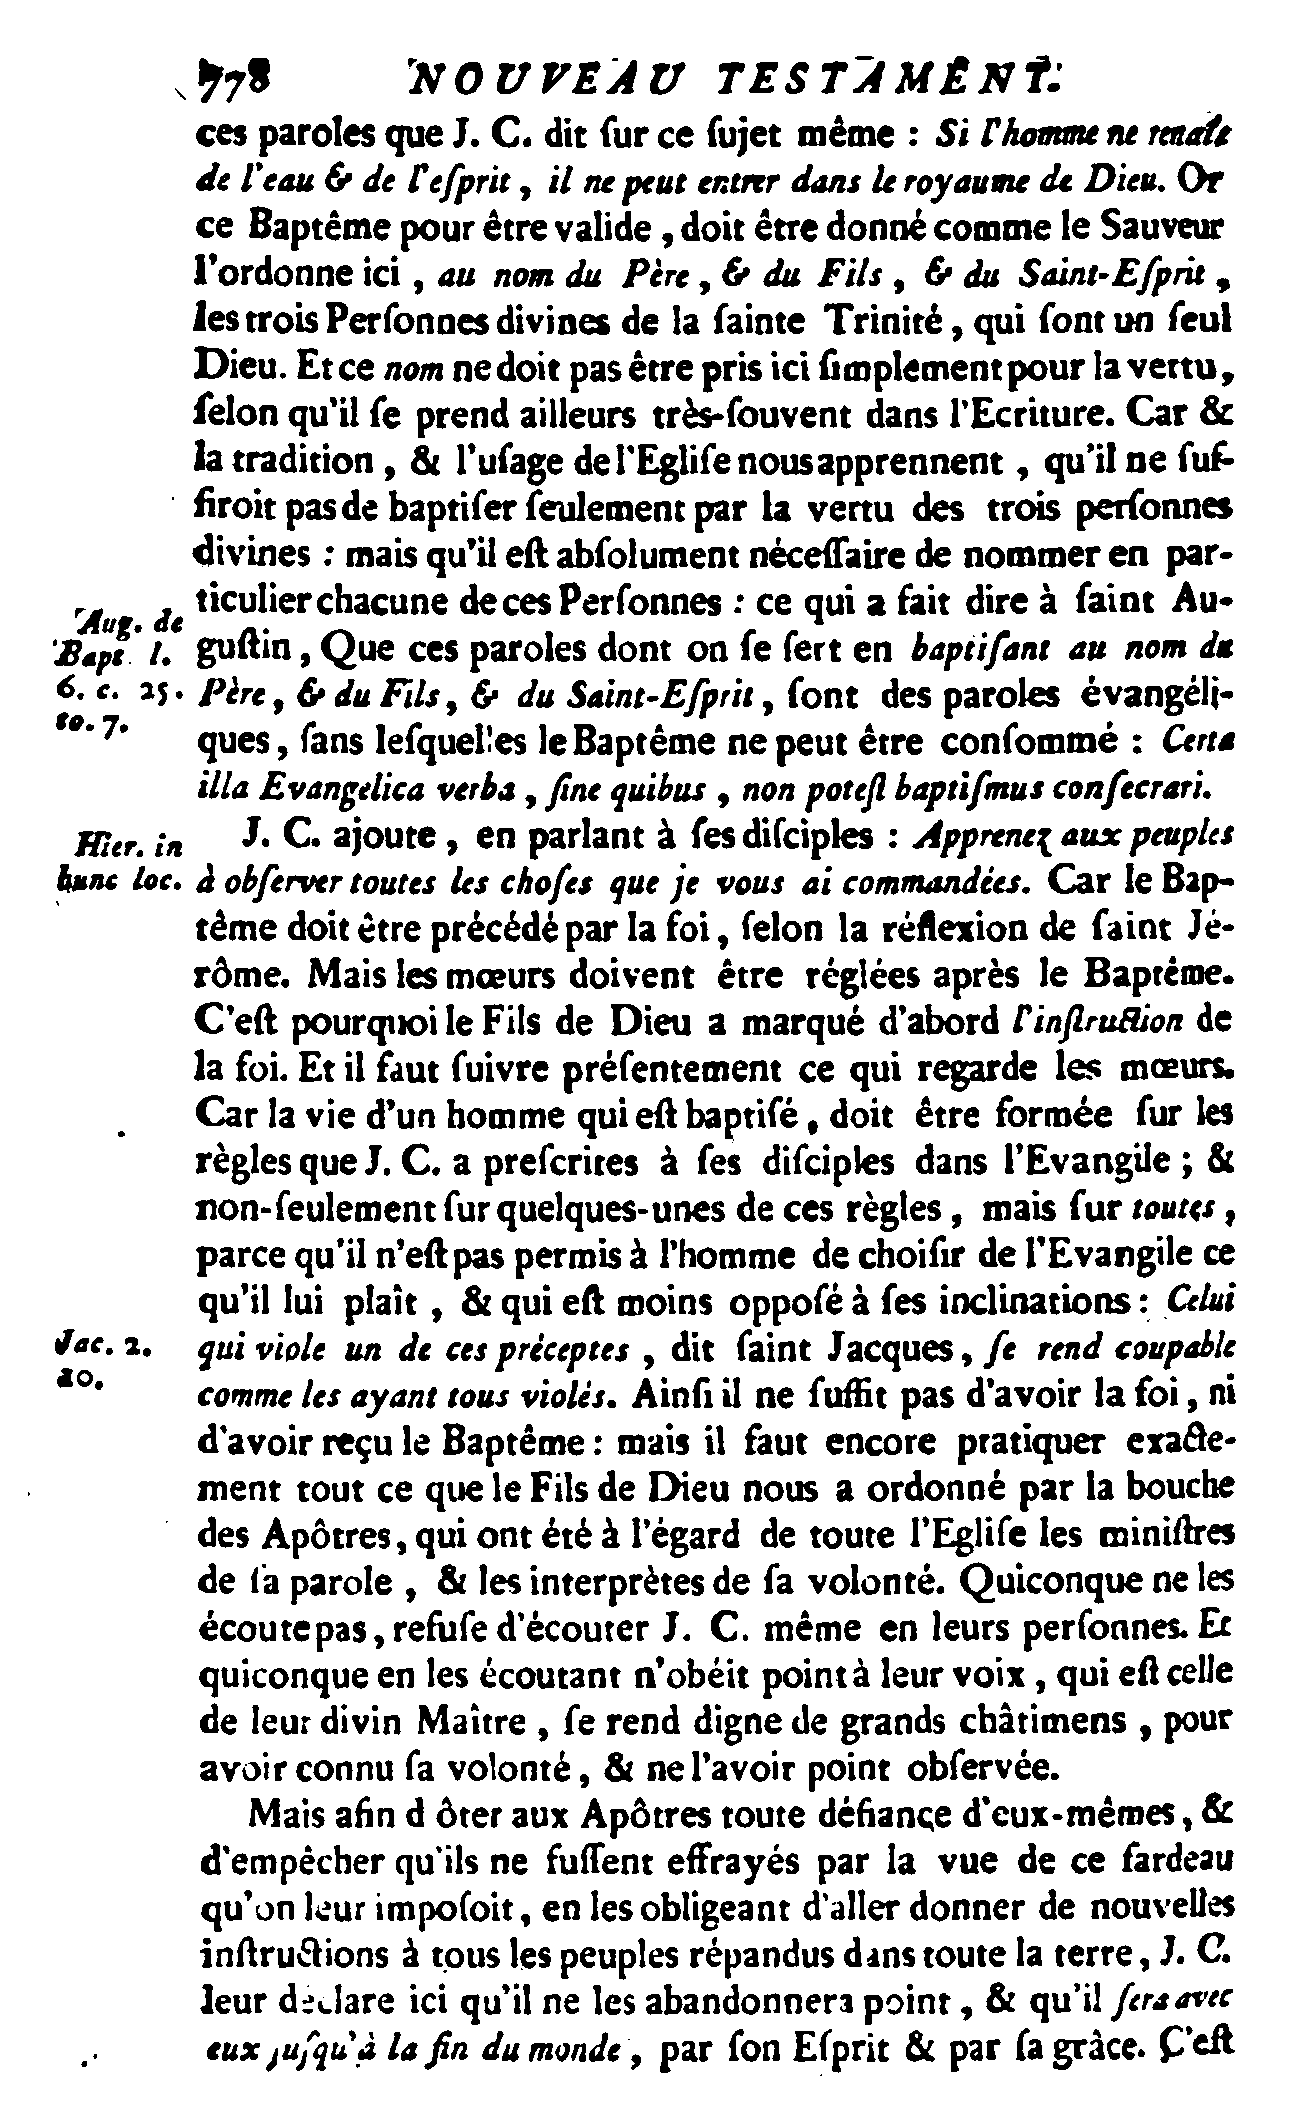 778 NOUVEAU TESTAMENT.
ces paroles que J. C. dit ſur ce ſujet même : Si l'homme ne renaît
de l'eau & de l'eſprit, il ne peut entrer dans le royaume de Dieu. Or
ce Baptême pour être valide, doit être donné comme le Sauveur
l'ordonne ici, au nom du Père, & du Fils, & du Saint-Eſprit,
les trois Perſonnes divines de la ſainte Trinité, qui ſont un ſeul
Dieu. Et ce nom ne doit pas être pris ici ſimplement pour la vertu,
ſelon qu'il ſe prend ailleurs très-ſouvent dans l'Ecriture. Car &
la tradition, & l'uſage de l'Egliſe nous apprennent, qu'il ne ſuf-
firoit pas de baptiſer ſeulement par la vertu des trois perſonnes
divines : mais qu'il eſt abſolument néceſſaire de nommer en par-
ticulier chacune de ces Perſonnes : ce qui a fait dire à ſaint Au-
Aug. de
Bapt. l.
6. c. 25.
to. 7.
guſtin, Que ces paroles dont on ſe ſert en baptiſant au nom du
Père, & du Fils, & du Saint-Eſprit, ſont des paroles évangéli-
ques, ſans leſquelles le Baptême ne peut être conſommé : Certa
illa Evangelica verba, ſine quibus, non poteſt baptiſmus conſecrari.
Hier. in
hunc loc.
J. C. ajoute, en parlant à ſes diſciples : Apprenez aux peuples
à obſerver toutes les choſes que je vous ai commandées. Car le Bap-
tême doit être précédé par la foi, ſelon la réflexion de ſaint Jé-
rôme. Mais les mœurs doivent être réglées après le Baptême.
C'eſt pourquoi le Fils de Dieu a marqué d'abord l'inſtruction de
la foi. Et il faut ſuivre préſentement ce qui regarde les mœurs.
Car la vie d'un homme qui eſt baptiſé, doit être formée ſur les
règles que J. C. a preſcrites à ſes diſciples dans l'Evangile ; &
non-ſeulement ſur quelques-unes de ces règles, mais ſur toutes,
parce qu'il n'eſt pas permis à l'homme de choiſir de l'Evangile ce
qu'il lui plaît, & qui eſt moins oppoſé à ſes inclinations : Celui
Jac. 2.
10.
qui viole un de ces préceptes, dit ſaint Jacques, ſe rend coupable
comme les ayant tous violés. Ainſi il ne ſuffit pas d'avoir la foi, ni
d'avoir reçu le Baptême : mais il faut encore pratiquer exacte-
ment tout ce que le Fils de Dieu nous a ordonné par la bouche
des Apôtres, qui ont été à l'égard de toute l'Egliſe les miniſtres
de ſa parole, & les interprètes de ſa volonté. Quiconque ne les
écoute pas, refuſe d'écouter J. C. même en leurs perſonnes. Et
quiconque en les écoutant n'obéit point à leur voix, qui eſt celle
de leur divin Maître, ſe rend digne de grands châtimens, pour
avoir connu ſa volonté, & ne l'avoir point obſervée.
Mais afin d'ôter aux Apôtres toute défiance d'eux-mêmes, &
d'empêcher qu'ils ne fuſſent effrayés par la vue de ce fardeau
qu'on leur impoſoit, en les obligeant d'aller donner de nouvelles
inſtructions à tous les peuples répandus dans toute la terre, J. C.
leur déclare ici qu'il ne les abandonnera point, & qu'il ſera avec
eux juſqu'à la fin du monde, par ſon Eſprit & par ſa grâce. C'eſt